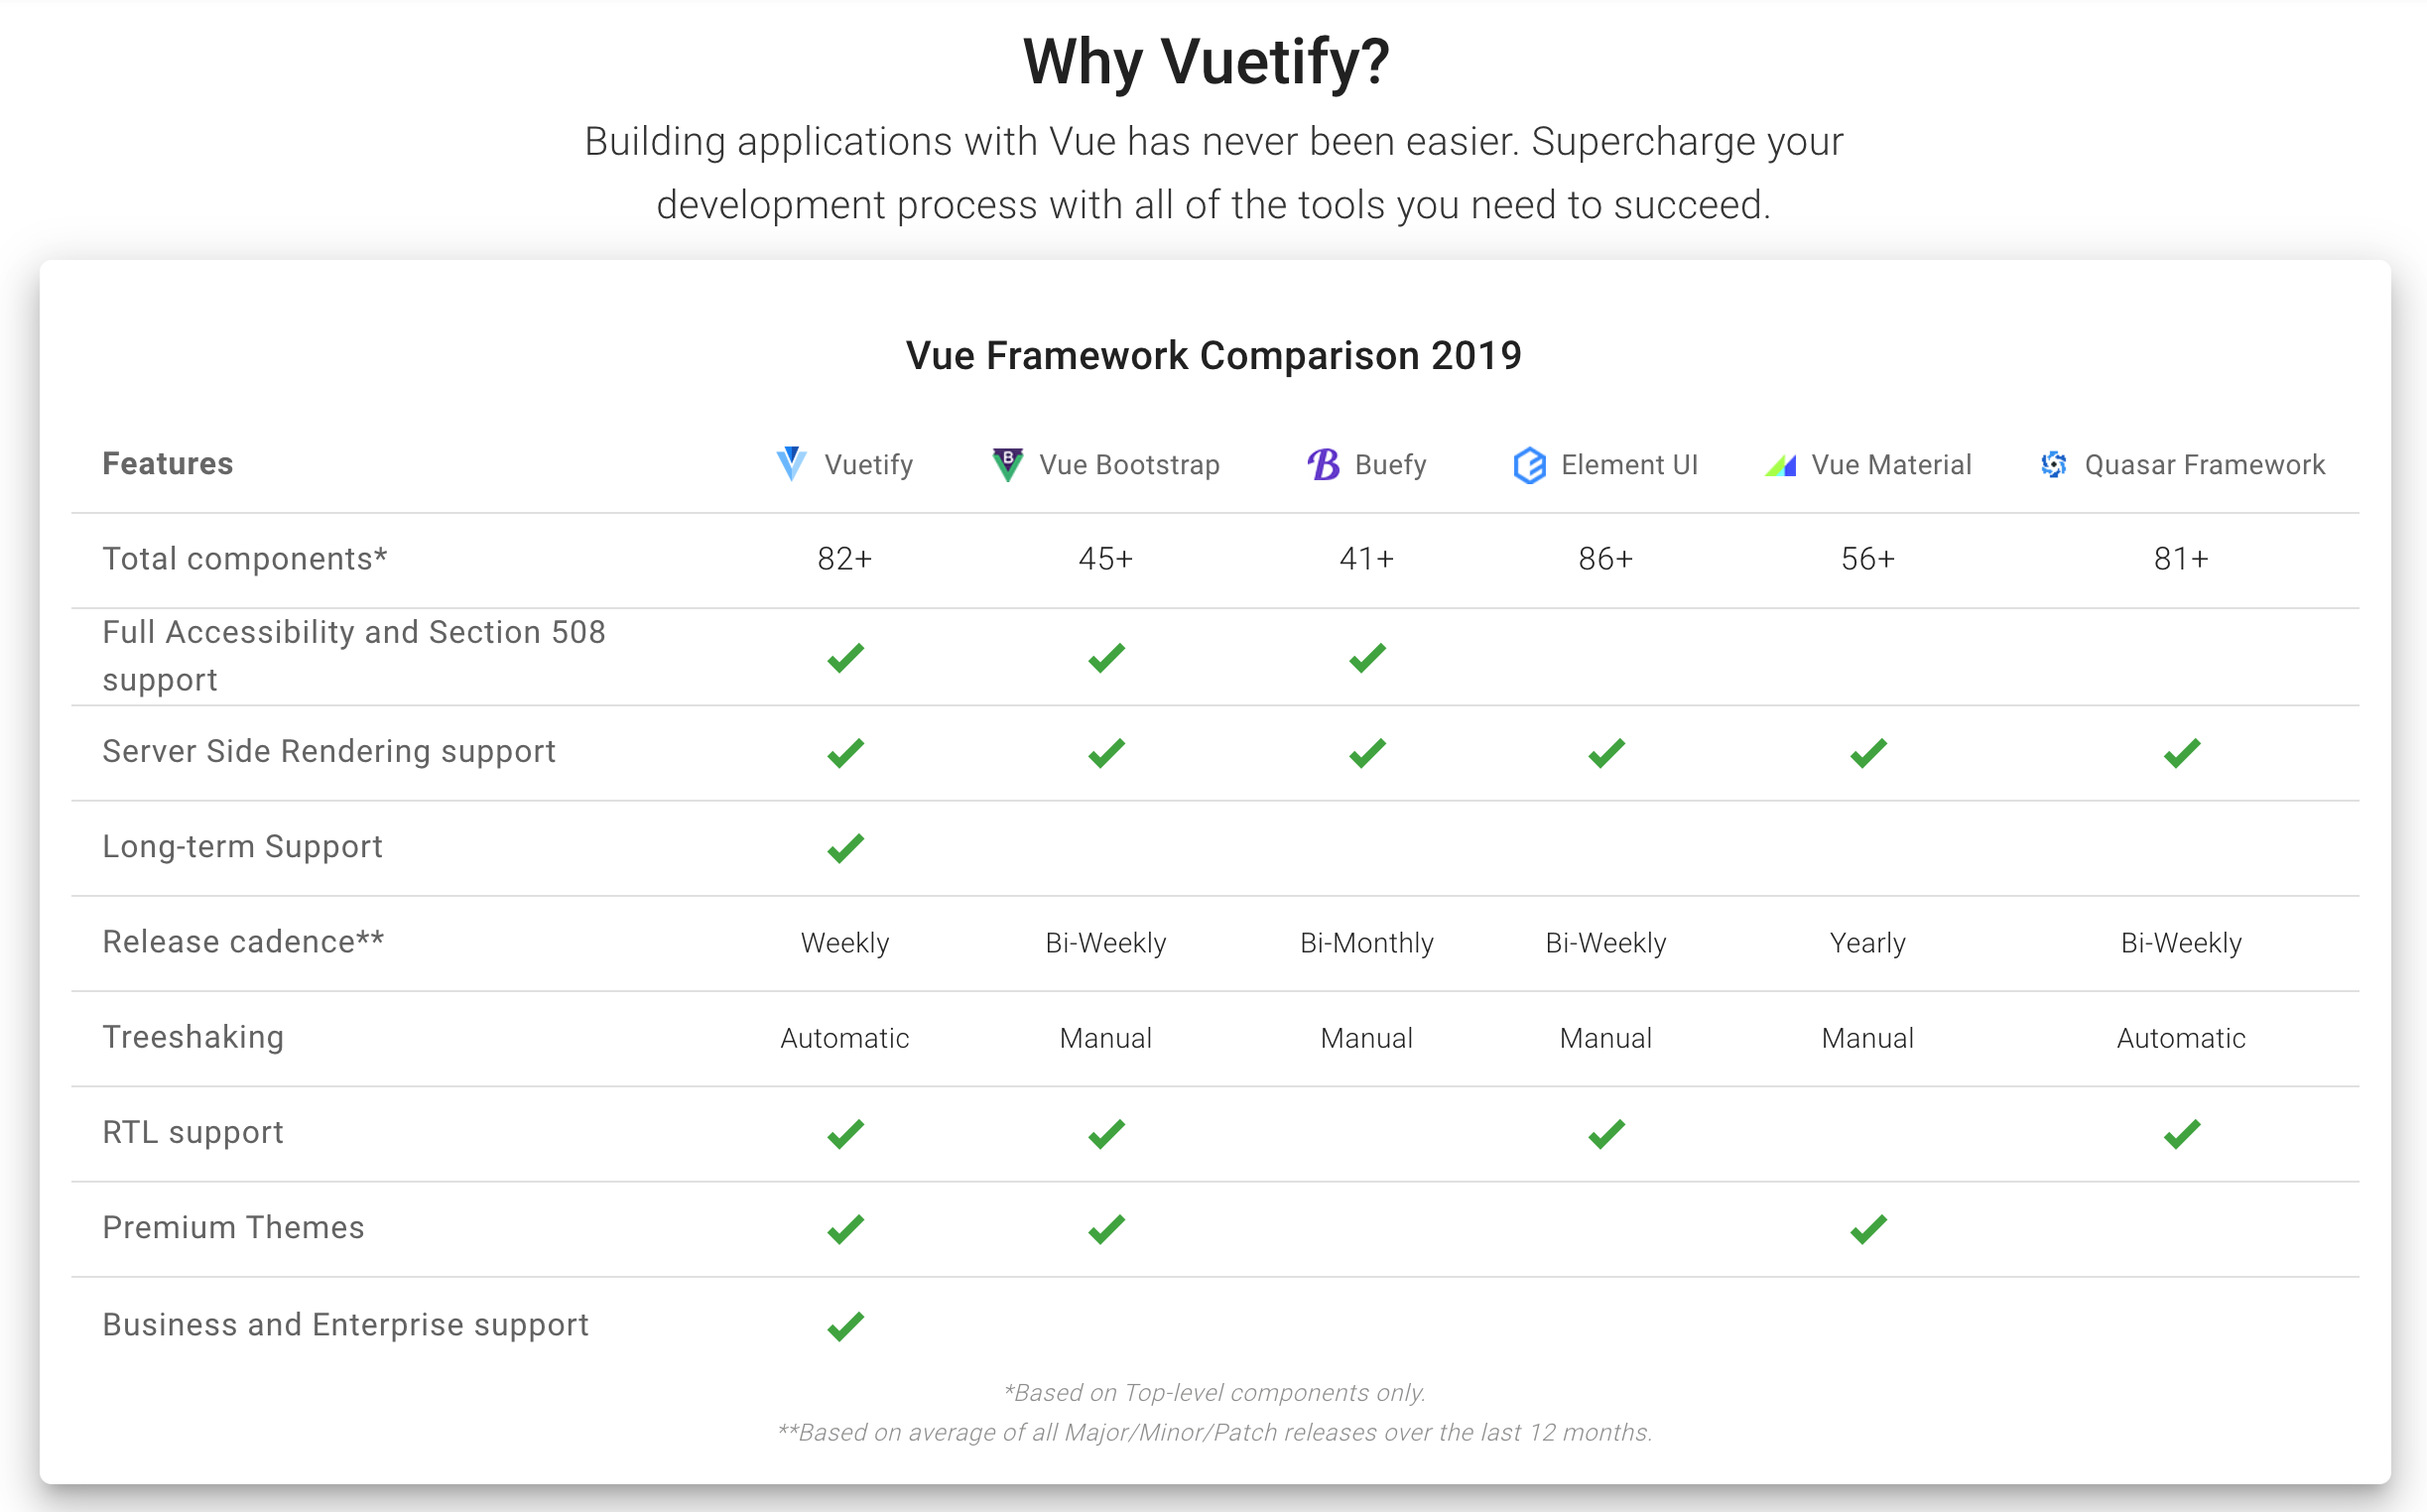 Why Vuetify?
Building applications with Vue has never been easier. Supercharge your
development process with all of the tools you need to succeed.
Vue Framework Comparison 2019
Features Vuetify Vue Bootstrap Buefy Element UI Vue Material Quasar Framework
Total components* 82+ 45+ 41+ 86+ 56+ 81+
Full Accessibility and Section 508
support
Server Side Rendering support
Long-term Support
Release cadence** Weekly Bi-Weekly Bi-Monthly Bi-Weekly Yearly Bi-Weekly
Treeshaking Automatic Manual Manual Manual Manual Automatic
RTL support
Premium Themes
Business and Enterprise support
*Based on Top-level components only.
**Based on average of all Major/Minor/Patch releases over the last 12 months.